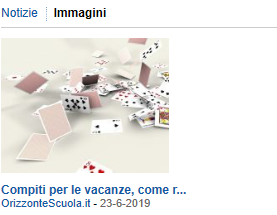 Notizie Immagini
Compiti per le vacanze, come r...
OrizzonteScuola.it - 23-6-2019